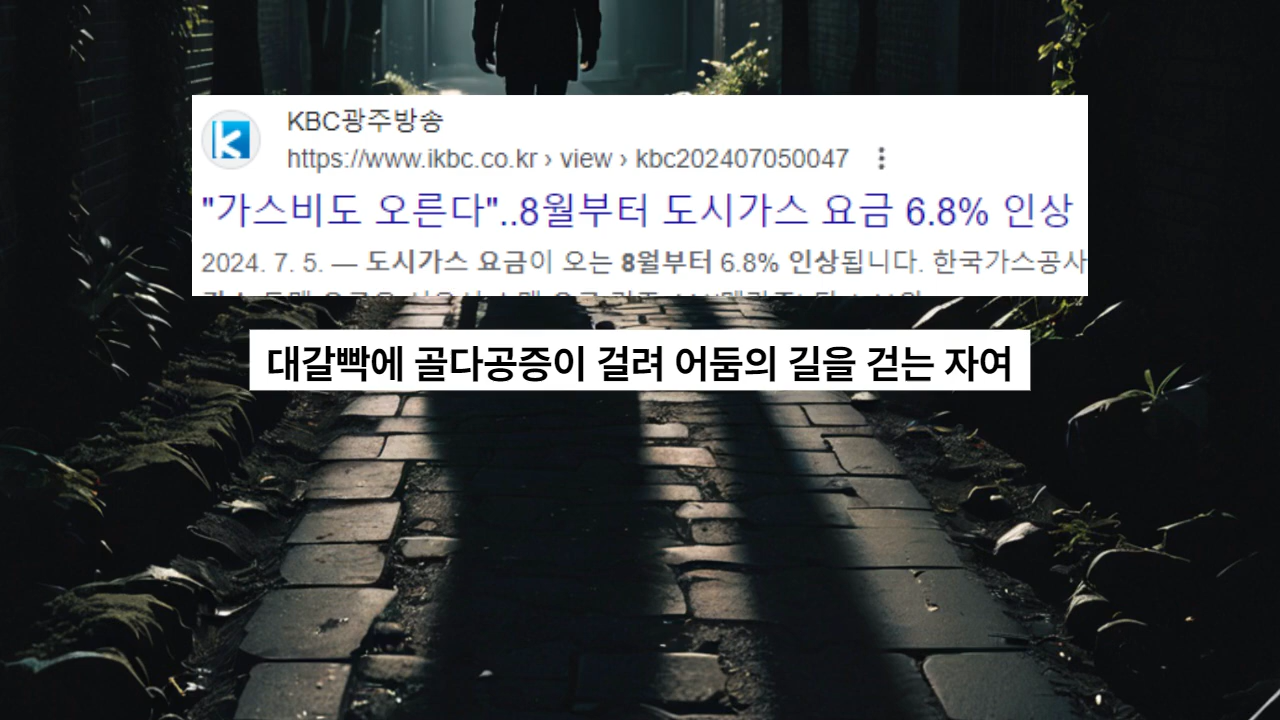 KBC광주방송
https://www.ikbc.co.kr › view › kbc202407050047
"가스비도 오른다"..8월부터 도시가스 요금 6.8% 인상
2024. 7. 5. — 도시가스 요금이 오는 8월부터 6.8% 인상됩니다. 한국가스공사
대갈빡에 골다공증이 걸려 어둠의 길을 걷는 자여